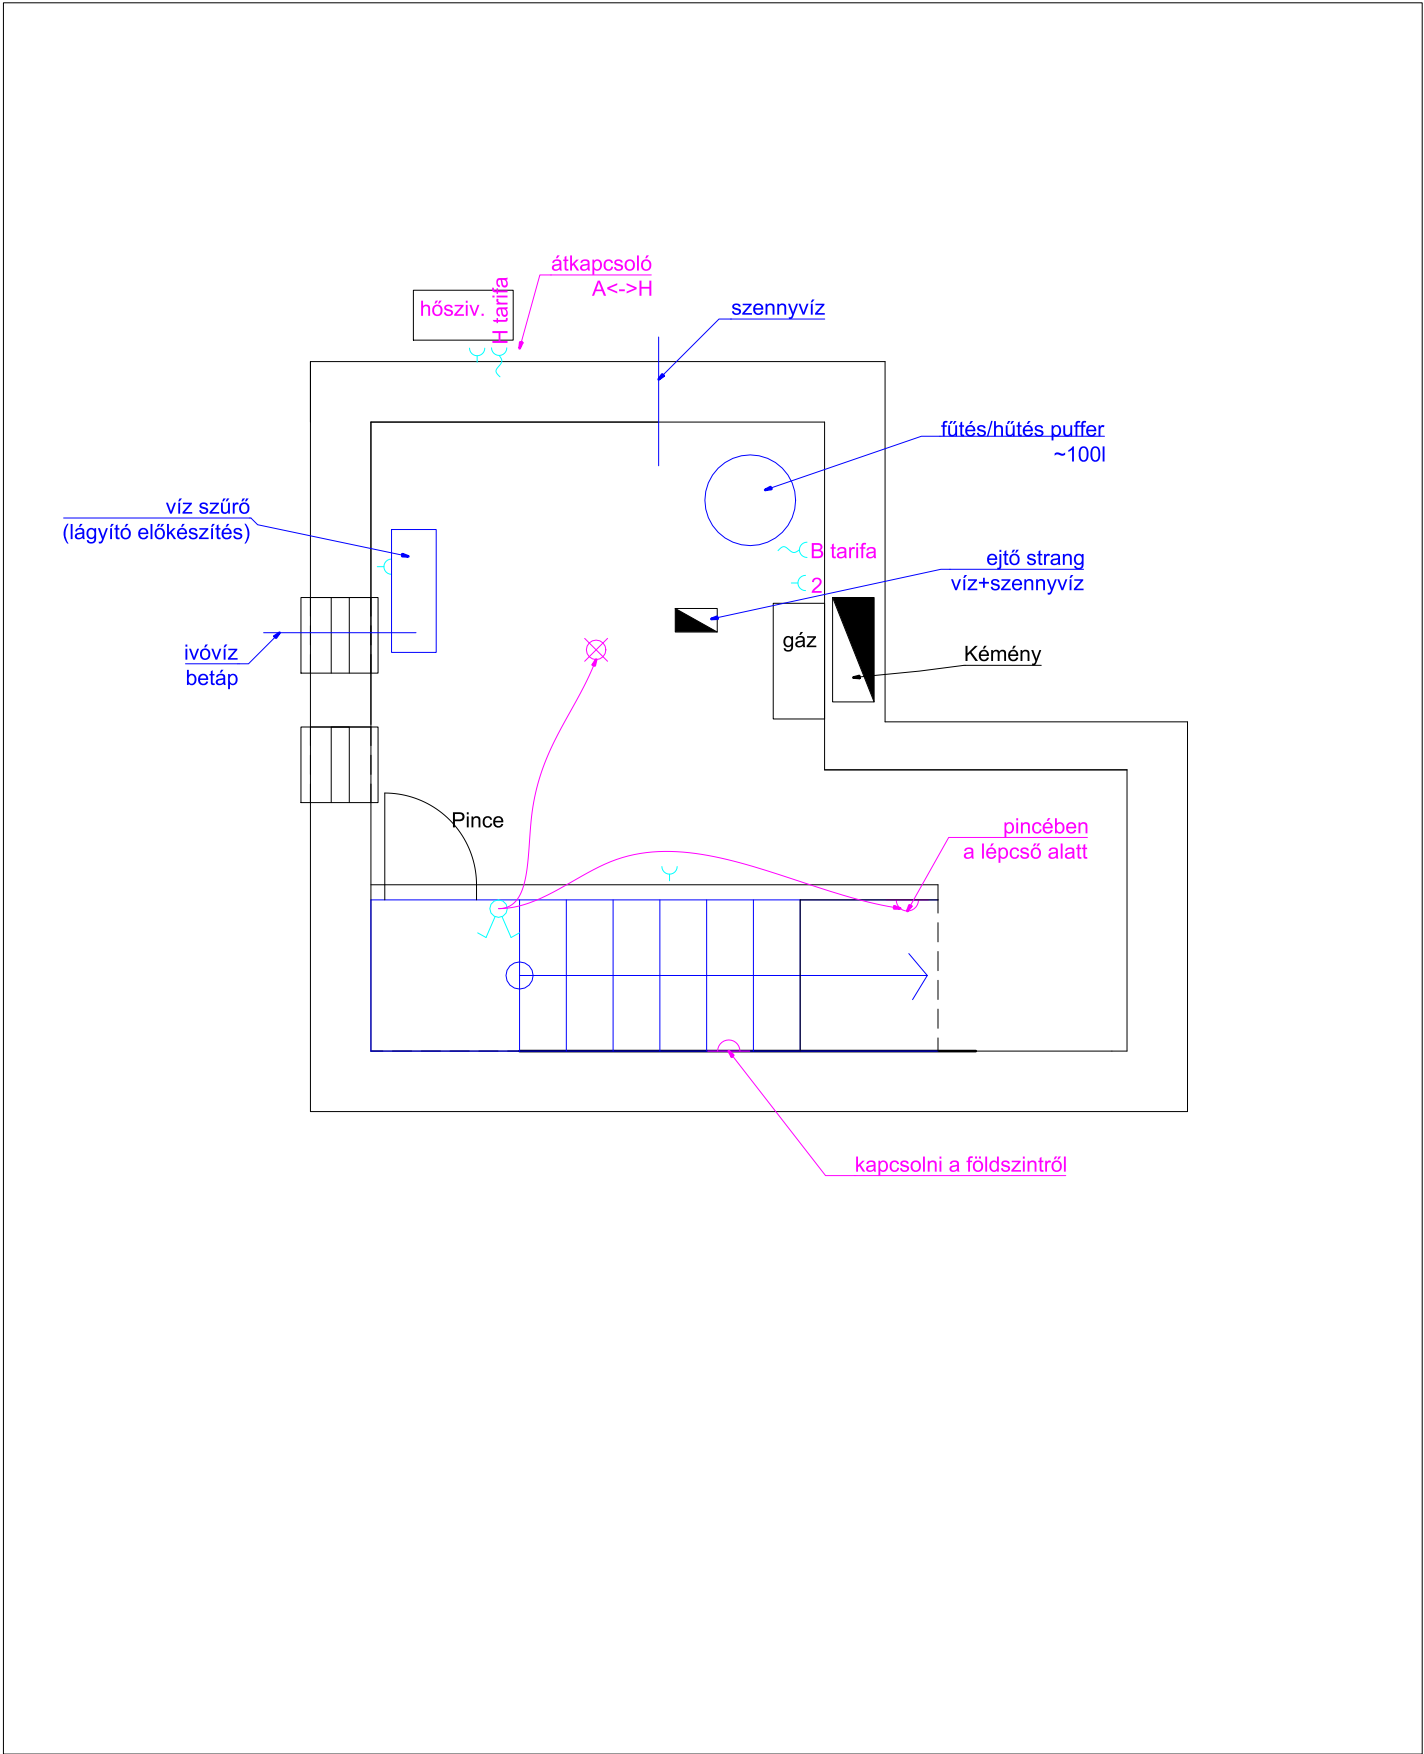 átkapcsoló
A<->H
hősziv.
H tarifa
szennyvíz
fűtés/hűtés puffer
~100l
víz szűrő
(lágyító előkészítés)
B tarifa
ejtő strang
víz+szennyvíz
2
gáz
ivóvíz
betáp
Kémény
Pince
pincében
a lépcső alatt
kapcsolni a földszintről